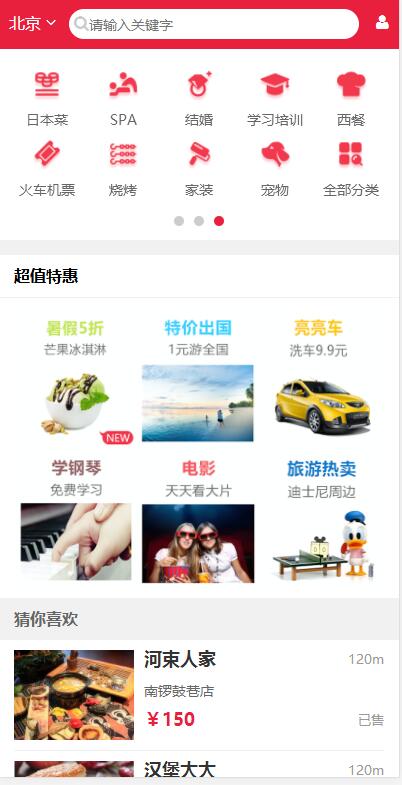 北京
请输入关键字
日本菜 SPA 结婚 学习培训 西餐
火车机票 烧烤 家装 宠物 全部分类
超值特惠
暑假5折 特价出国 亮亮车
芒果冰淇淋 1元游全国 洗车9.9元
NEW
学钢琴 电影 旅游热卖
免费学习 天天看大片 迪士尼周边
猜你喜欢
河束人家 120m
南锣鼓巷店
￥150 已售
汉堡大大 120m